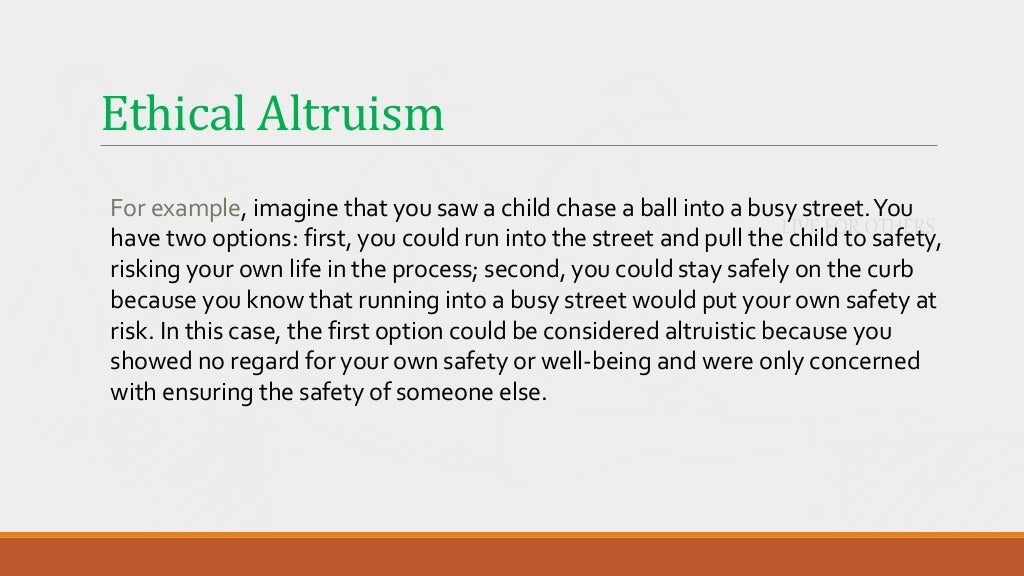 Ethical Altruism
For example, imagine that you saw a child chase a ball into a busy street. You
LIVE FOR OTHERS
have two options: first, you could run into the street and pull the child to safety,
risking your own life in the process; second, you could stay safely on the curb
because you know that running into a busy street would put your own safety at
risk. In this case, the first option could be considered altruistic because you
showed no regard for your own safety or well-being and were only concerned
with ensuring the safety of someone else.